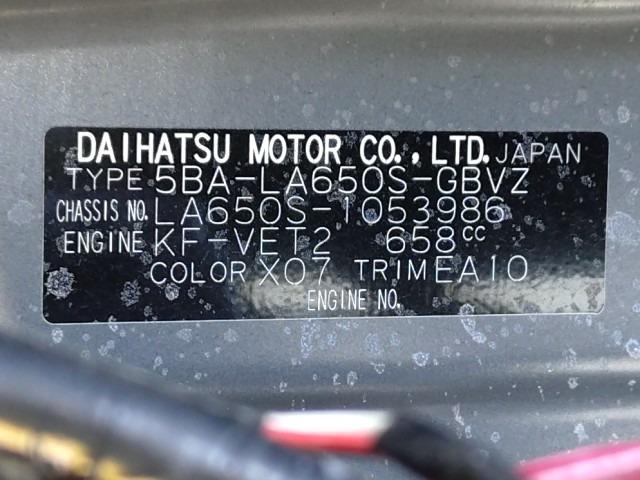 DAIHATSU MOTOR CO., LTD. JAPAN
TYPE 5BA-LA650S-GBVZ
CHASSIS NO. LA650S-1053986
ENGINE KF-VET2 658cc
COLOR X07 TRIM EA10
ENGINE NO.